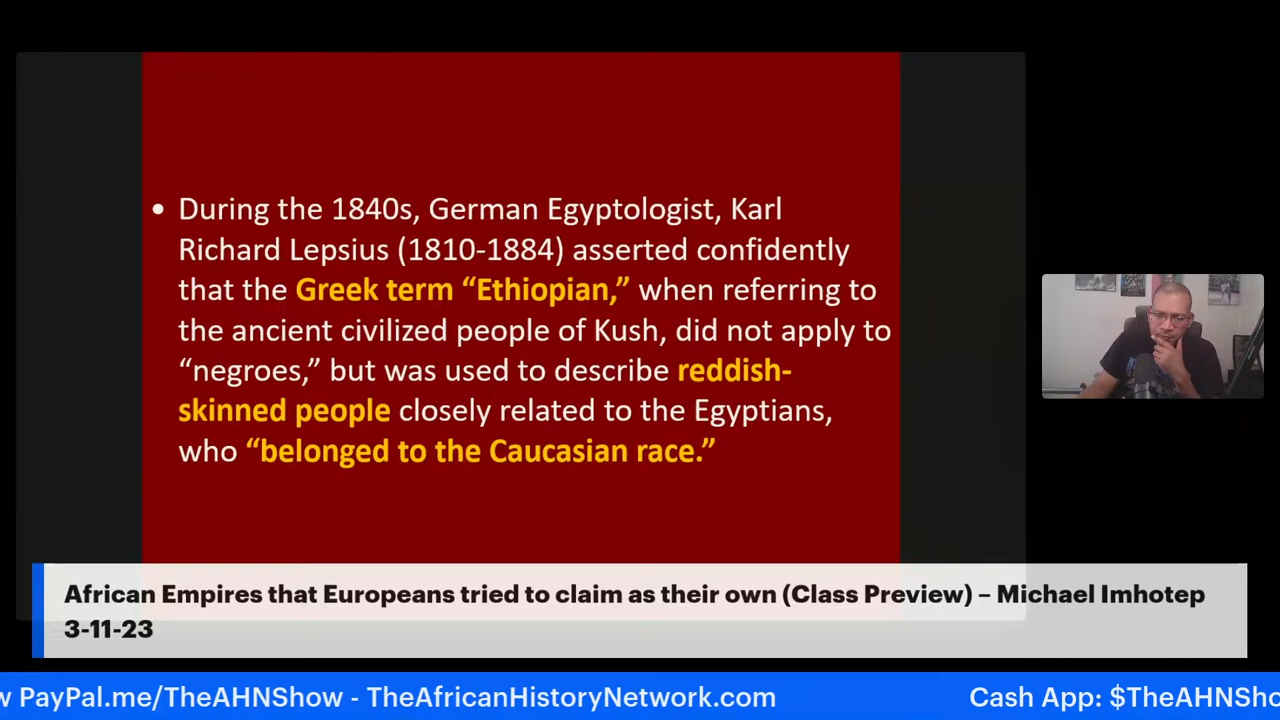 • During the 1840s, German Egyptologist, Karl
Richard Lepsius (1810-1884) asserted confidently
that the Greek term “Ethiopian,” when referring to
the ancient civilized people of Kush, did not apply to
“negroes,” but was used to describe reddish-
skinned people closely related to the Egyptians,
who “belonged to the Caucasian race.”
African Empires that Europeans tried to claim as their own (Class Preview) – Michael Imhotep
3-11-23
w PayPal.me/TheAHNShow - TheAfricanHistoryNetwork.com
Cash App: $TheAHNSho